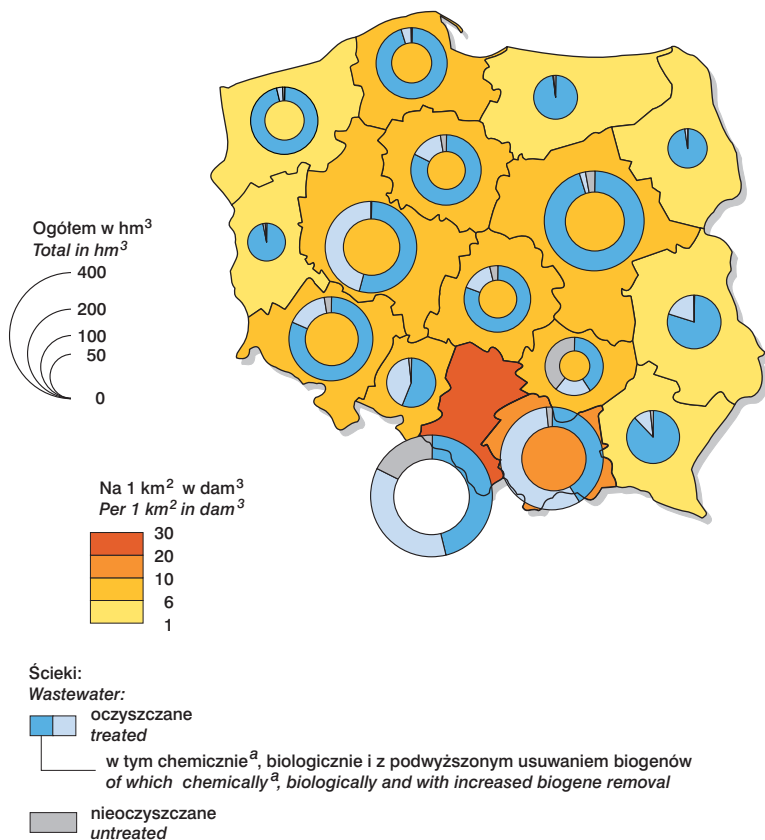 Ogółem w hm³
Total in hm³
400
200
100
50
0
Na 1 km² w dam³
Per 1 km² in dam³
30
20
10
6
1
Ścieki:
Wastewater:
oczyszczane
treated
w tym chemicznieᵃ, biologicznie i z podwyższonym usuwaniem biogenów
of which chemicallyᵃ, biologically and with increased biogene removal
nieoczyszczane
untreated